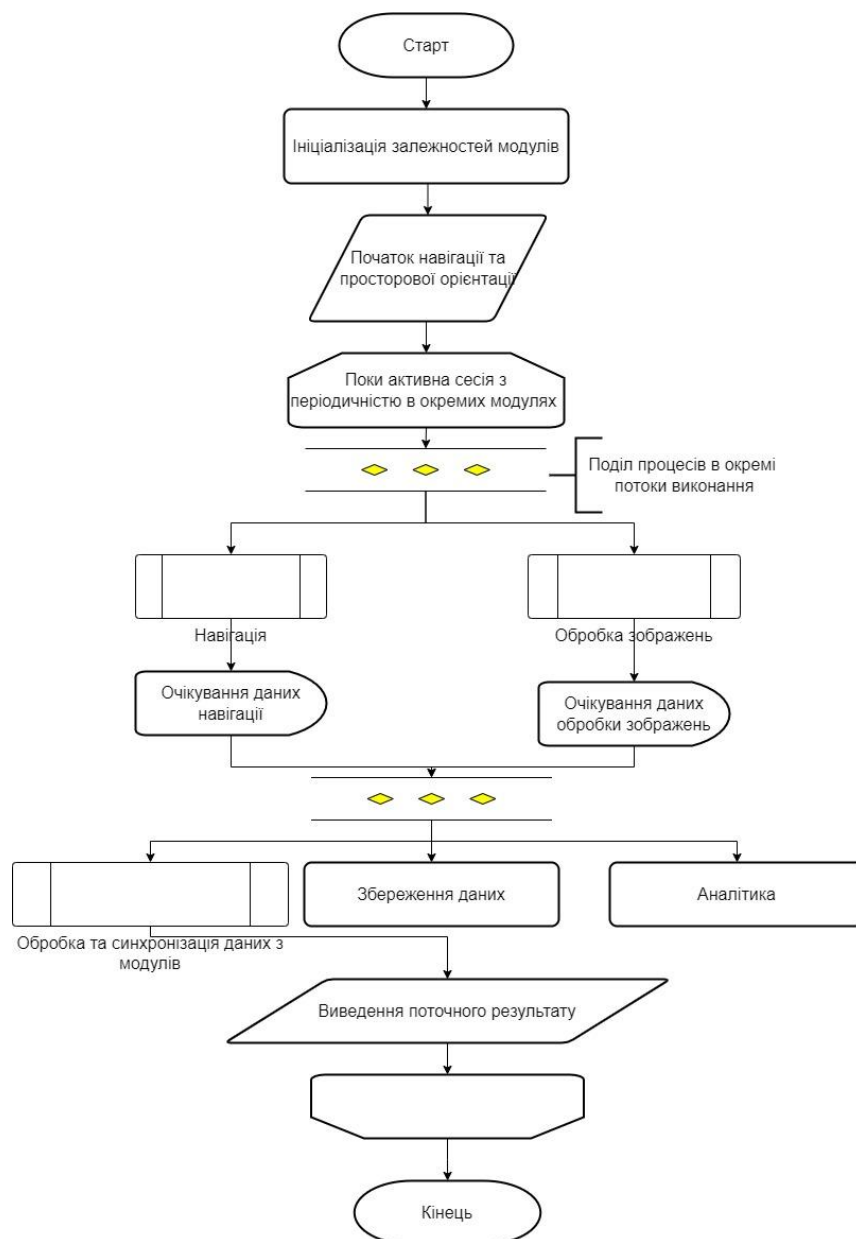 Старт
Ініціалізація залежностей модулів
Початок навігації та
просторової орієнтації
Поки активна сесія з
періодичністю в окремих модулях
Поділ процесів в окремі
потоки виконання
Навігація
Обробка зображень
Очікування даних
навігації
Очікування даних
обробки зображень
Збереження даних
Аналітика
Обробка та синхронізація даних з
модулів
Виведення поточного результату
Кінець